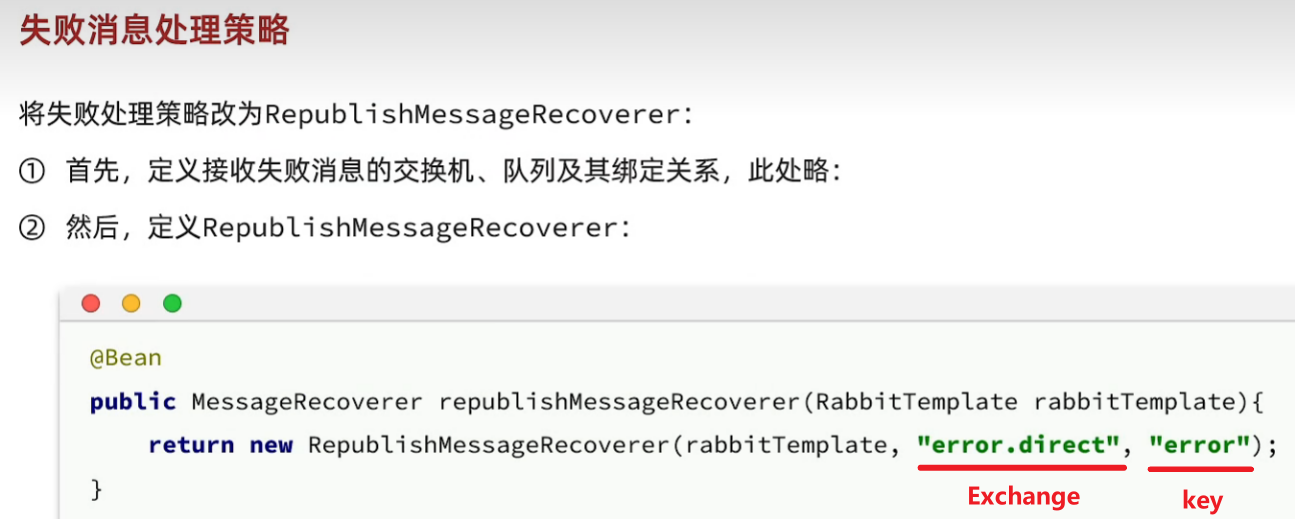 失败消息处理策略
将失败处理策略改为RepublishMessageRecoverer：
① 首先，定义接收失败消息的交换机、队列及其绑定关系，此处略：
② 然后，定义RepublishMessageRecoverer：
@Bean
public MessageRecoverer republishMessageRecoverer(RabbitTemplate rabbitTemplate){
    return new RepublishMessageRecoverer(rabbitTemplate, "error.direct", "error");
Exchange key
}